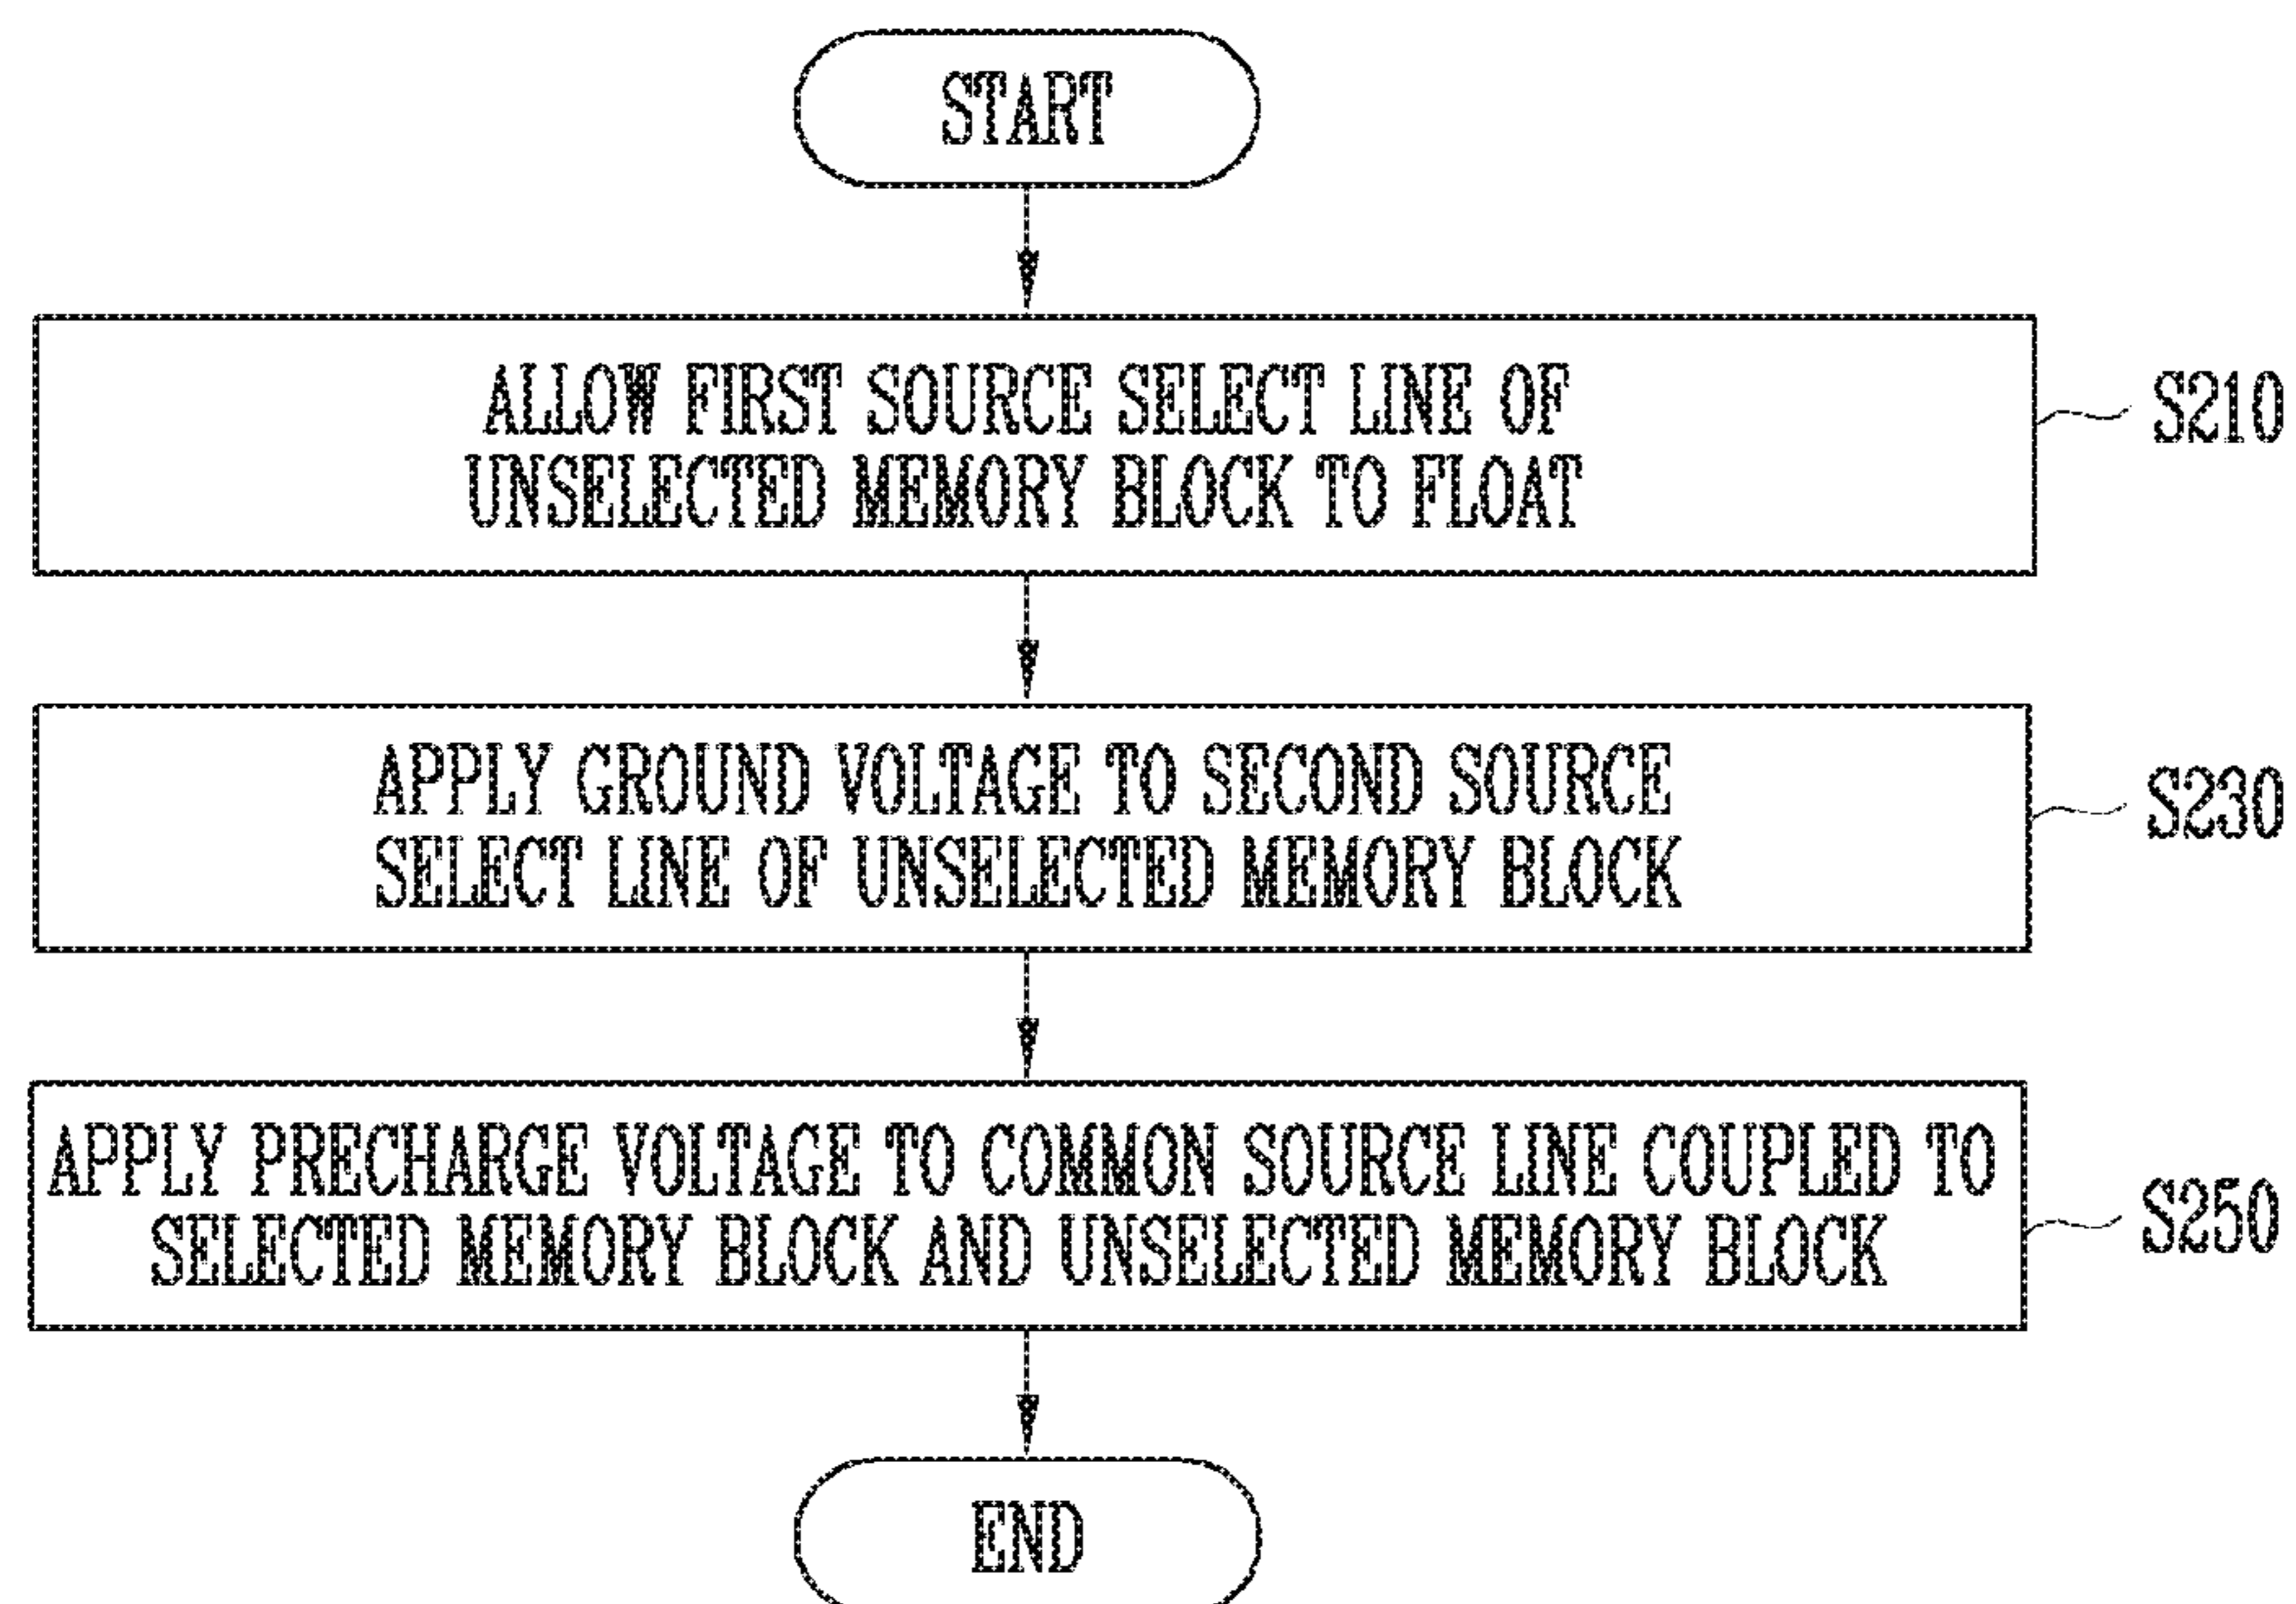 START
ALLOW FIRST SOURCE SELECT LINE OF
UNSELECTED MEMORY BLOCK TO FLOAT
S210
APPLY GROUND VOLTAGE TO SECOND SOURCE
SELECT LINE OF UNSELECTED MEMORY BLOCK
S230
APPLY PRECHARGE VOLTAGE TO COMMON SOURCE LINE COUPLED TO
SELECTED MEMORY BLOCK AND UNSELECTED MEMORY BLOCK
S250
END